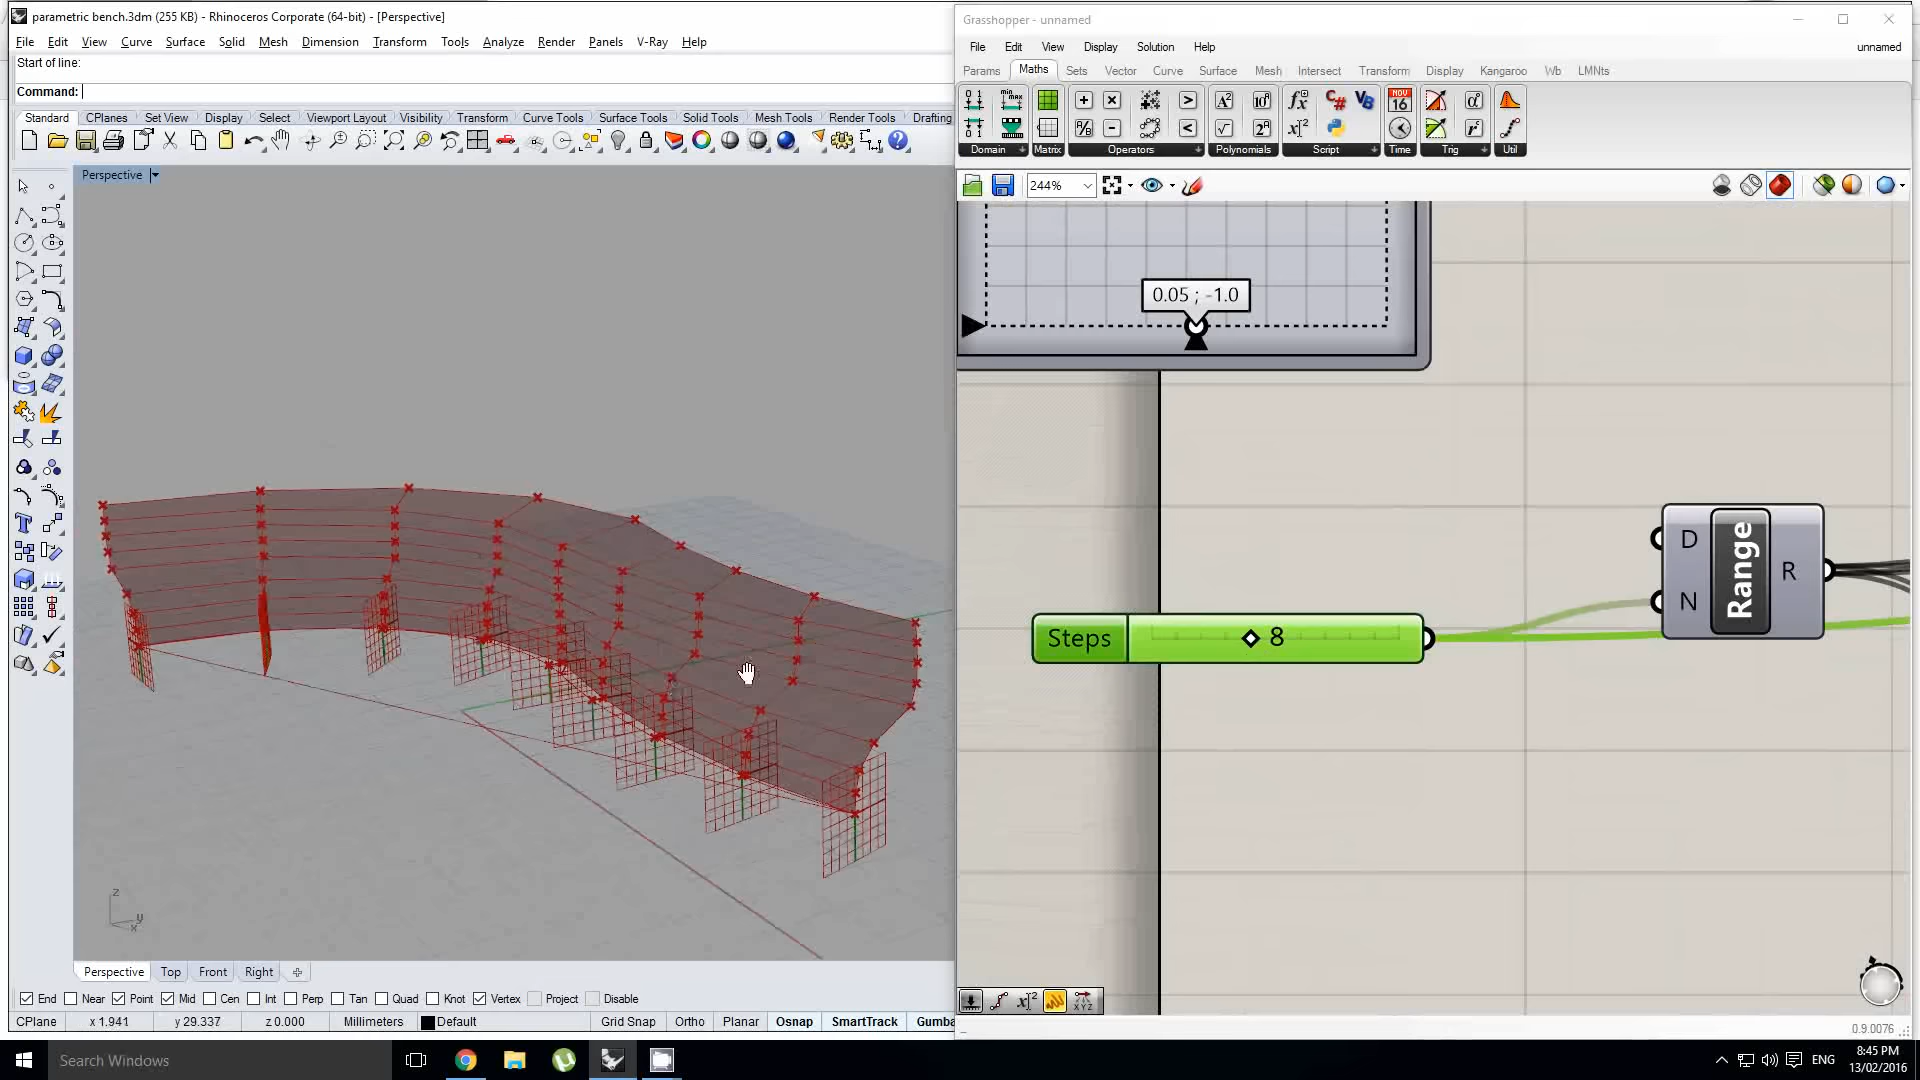 parametric bench.3dm (255 KB) - Rhinoceros Corporate (64-bit) - [Perspective]
File Edit View Curve Surface Solid Mesh Dimension Transform Tools Analyze Render Panels V-Ray Help
Start of line:
Command:
Standard CPlanes Set View Display Select Viewport Layout Visibility Transform Curve Tools Surface Tools Solid Tools Mesh Tools Render Tools Drafting
Perspective
z
y
x
Perspective Top Front Right
End Near Point Mid Cen Int Perp Tan Quad Knot Vertex Project Disable
CPlane x 1.941 y 29.337 z 0.000 Millimeters Default Grid Snap Ortho Planar Osnap SmartTrack Gumba
Grasshopper - unnamed
File Edit View Display Solution Help unnamed
Params Maths Sets Vector Curve Surface Mesh Intersect Transform Display Kangaroo Wb LMNts
Domain Matrix Operators Polynomials Script Time Trig Util
244%
0.05 ; -1.0
Steps 8
D
N
Range
R
0.9.0076
Search Windows
ENG
8:45 PM
13/02/2016